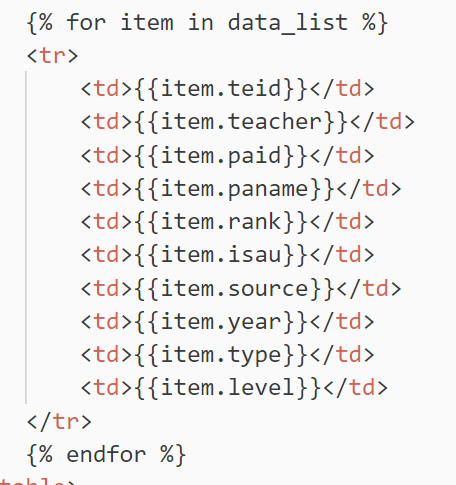 {% for item in data_list %}
<tr>
<td>{{item.teid}}</td>
<td>{{item.teacher}}</td>
<td>{{item.paid}}</td>
<td>{{item.paname}}</td>
<td>{{item.rank}}</td>
<td>{{item.isau}}</td>
<td>{{item.source}}</td>
<td>{{item.year}}</td>
<td>{{item.type}}</td>
<td>{{item.level}}</td>
</tr>
{% endfor %}